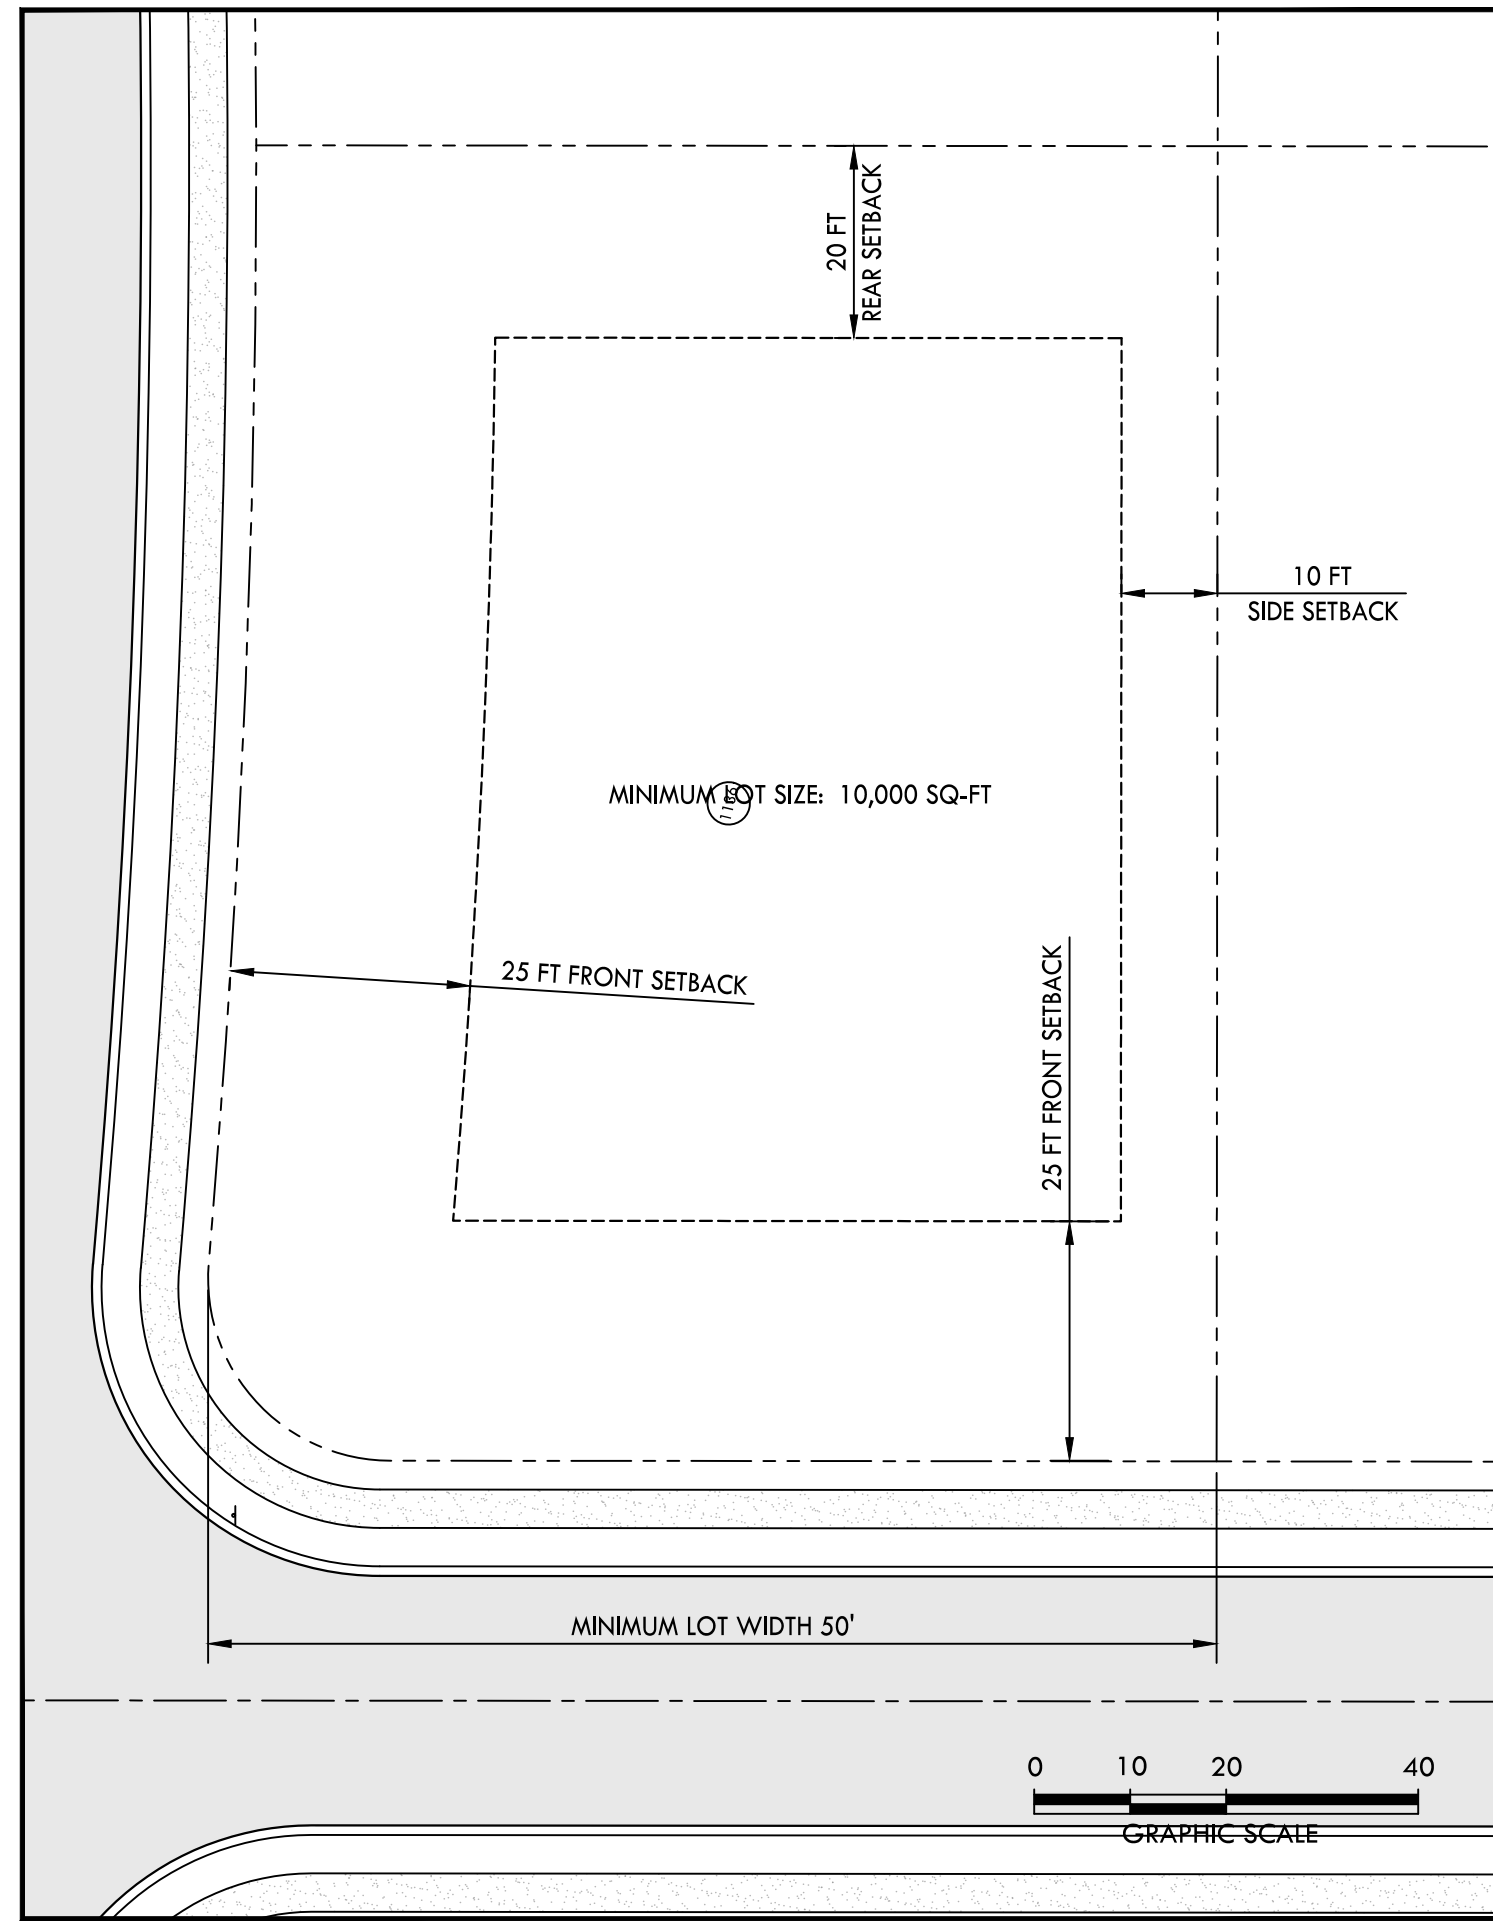 20 FT
REAR SETBACK
10 FT
SIDE SETBACK
MINIMUM LOT SIZE: 10,000 SQ-FT
25 FT FRONT SETBACK
25 FT FRONT SETBACK
MINIMUM LOT WIDTH 50'
0 10 20 40
GRAPHIC SCALE